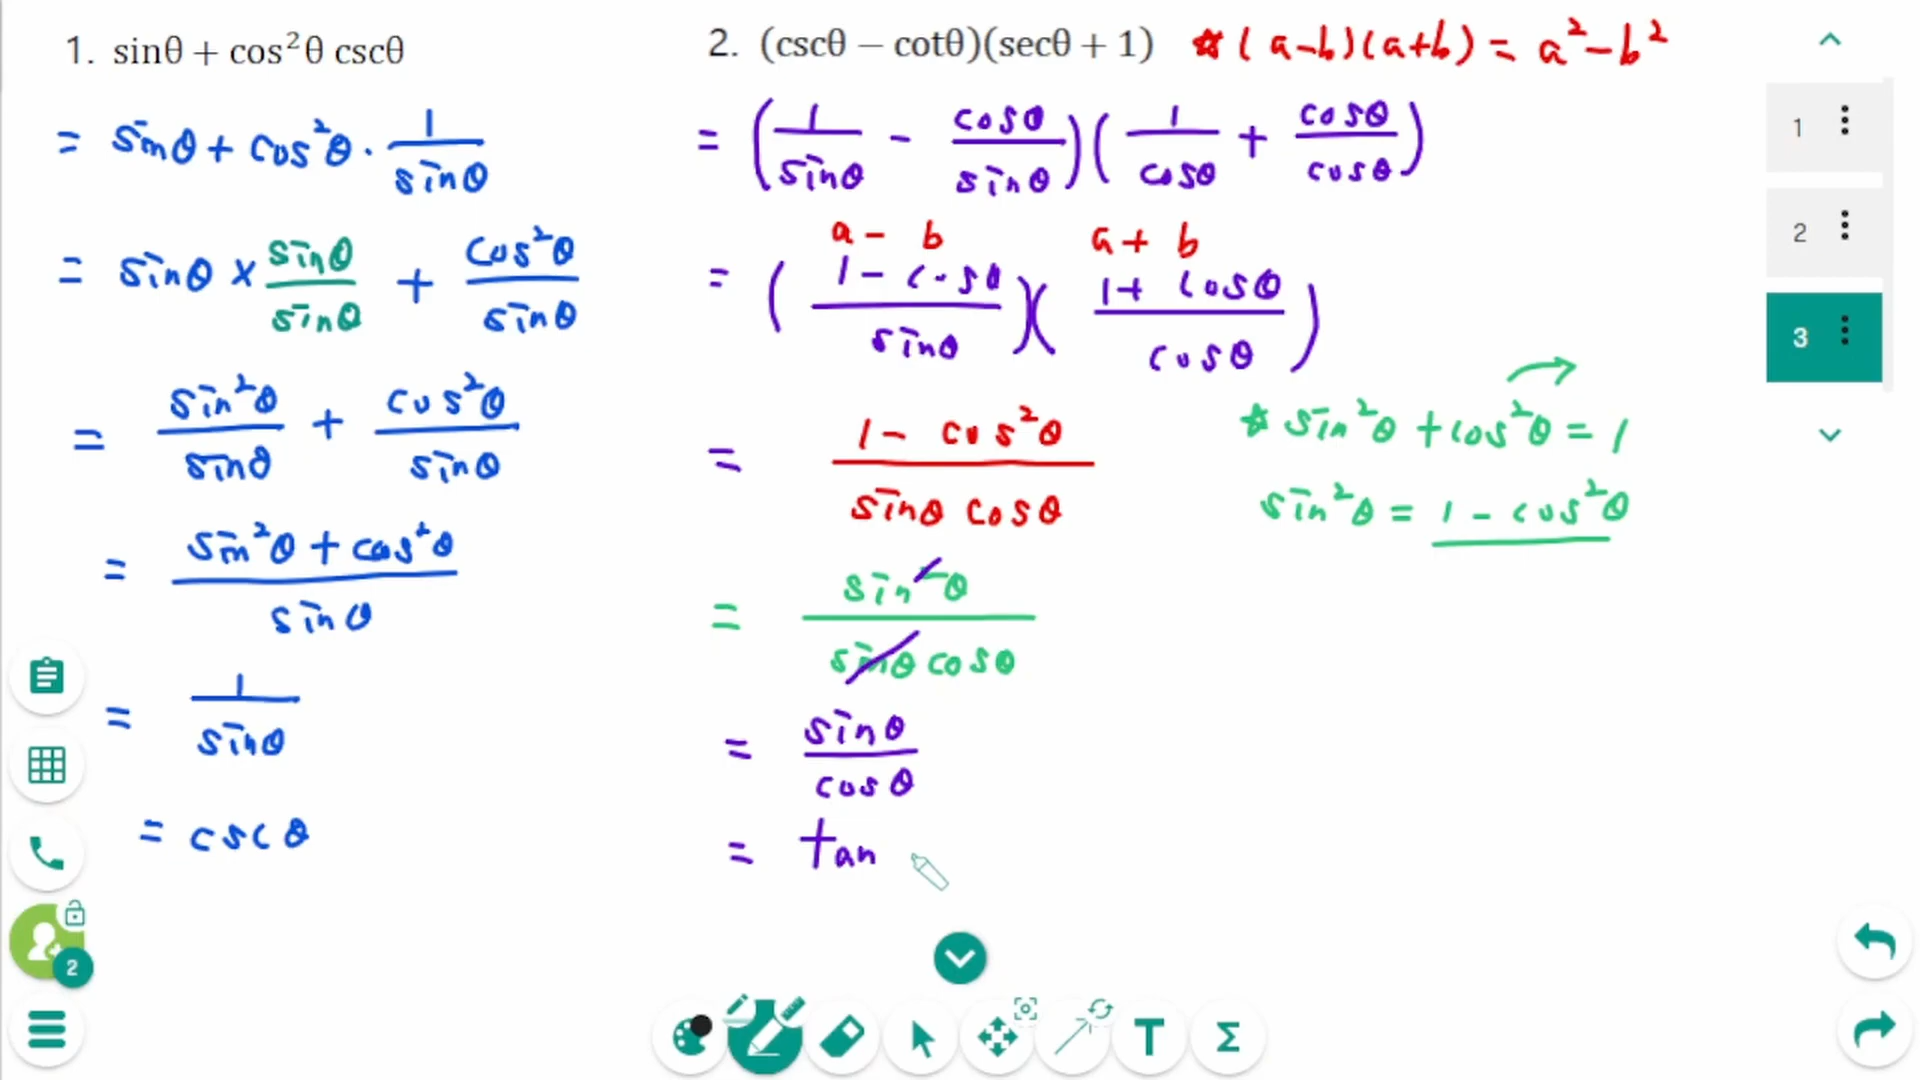 1. sinθ + cos²θ cscθ
= sinθ + cos²θ · 1/sinθ
= sinθ × sinθ/sinθ + cos²θ/sinθ
= sin²θ/sinθ + cos²θ/sinθ
= (sin²θ + cos²θ)/sinθ
= 1/sinθ
= cscθ
2. (cscθ − cotθ)(secθ + 1) ☆ (a-b)(a+b) = a² - b²
= (1/sinθ - cosθ/sinθ)(1/cosθ + cosθ/cosθ)
a - b a + b
= ((1 - cosθ)/sinθ)((1 + cosθ)/cosθ)
= (1 - cos²θ)/(sinθ cosθ)
= sin²θ/(sinθ cosθ)
= sinθ/cosθ
= tan
☆ sin²θ + cos²θ = 1
sin²θ = 1 - cos²θ
1
2
3
2
T
Σ